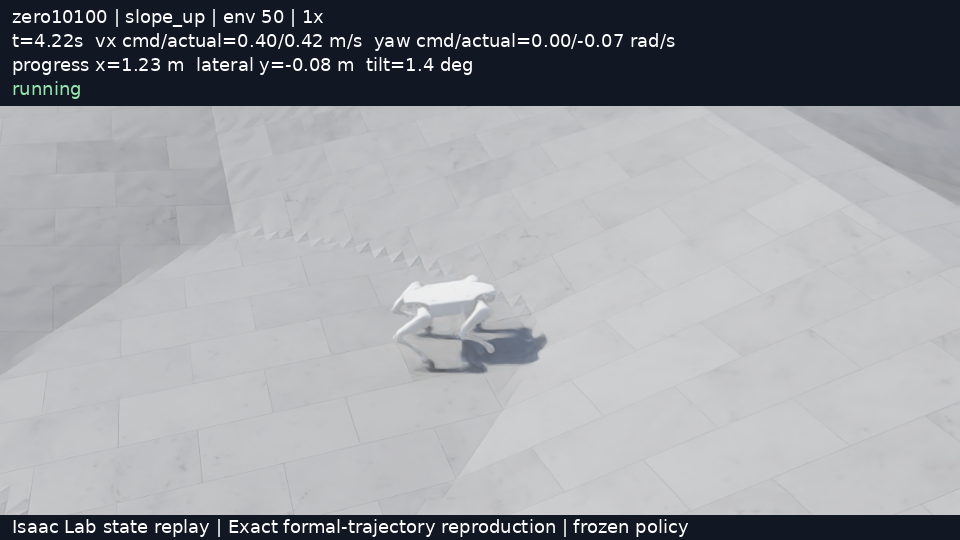 zero10100 | slope_up | env 50 | 1x
t=4.22s  vx cmd/actual=0.40/0.42 m/s  yaw cmd/actual=0.00/-0.07 rad/s
progress x=1.23 m  lateral y=-0.08 m  tilt=1.4 deg
running
Isaac Lab state replay | Exact formal-trajectory reproduction | frozen policy